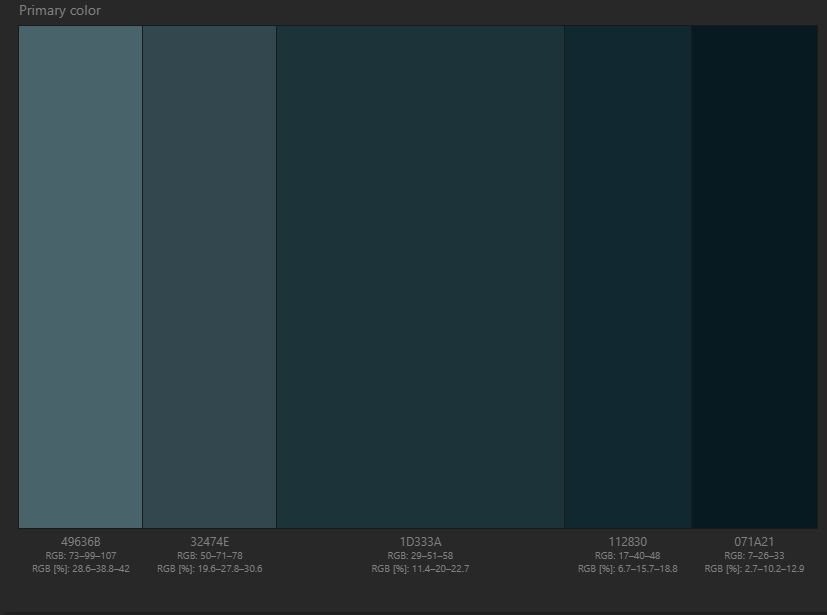 Primary color
49636B
RGB: 73–99–107
RGB [%]: 28.6–38.8–42
32474E
RGB: 50–71–78
RGB [%]: 19.6–27.8–30.6
1D333A
RGB: 29–51–58
RGB [%]: 11.4–20–22.7
112830
RGB: 17–40–48
RGB [%]: 6.7–15.7–18.8
071A21
RGB: 7–26–33
RGB [%]: 2.7–10.2–12.9